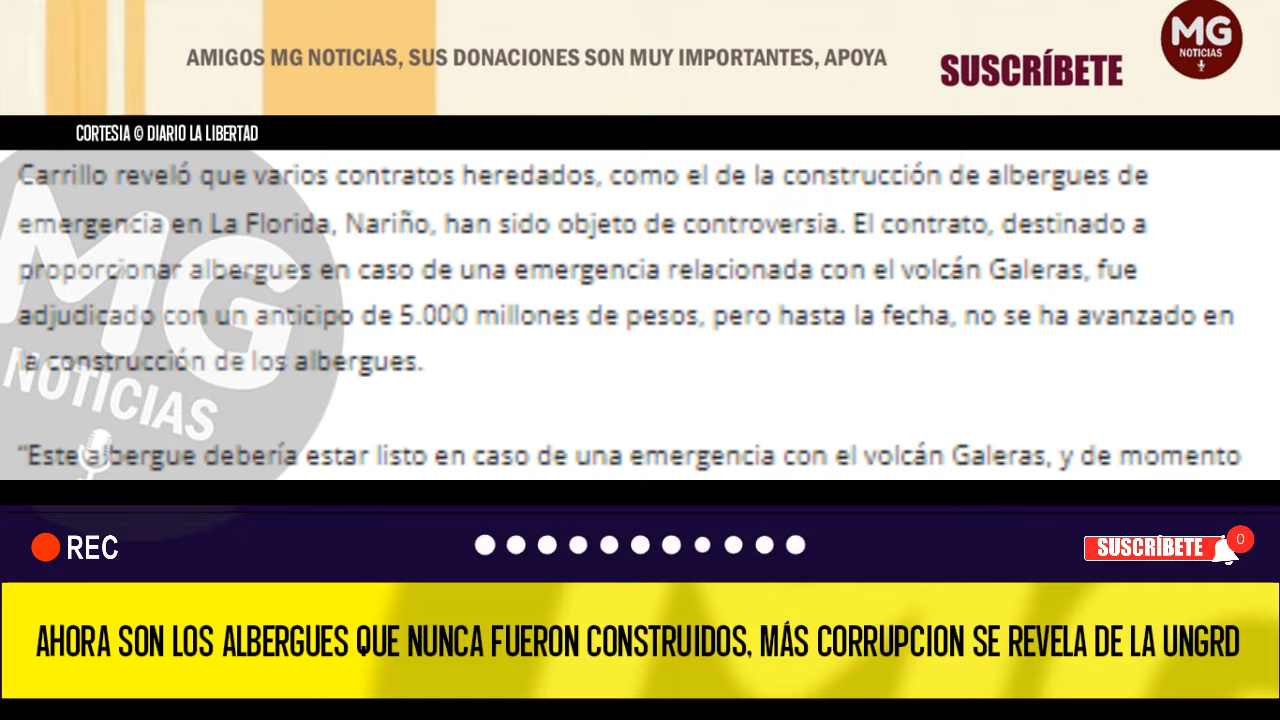 AMIGOS MG NOTICIAS, SUS DONACIONES SON MUY IMPORTANTES, APOYA
SUSCRÍBETE
MG
NOTICIAS
CORTESIA © DIARIO LA LIBERTAD
Carrillo reveló que varios contratos heredados, como el de la construcción de albergues de
emergencia en La Florida, Nariño, han sido objeto de controversia. El contrato, destinado a
proporcionar albergues en caso de una emergencia relacionada con el volcán Galeras, fue
adjudicado con un anticipo de 5.000 millones de pesos, pero hasta la fecha, no se ha avanzado en
la construcción de los albergues.
MG
NOTICIAS
“Este albergue debería estar listo en caso de una emergencia con el volcán Galeras, y de momento
REC
SUSCRÍBETE
0
AHORA SON LOS ALBERGUES QUE NUNCA FUERON CONSTRUIDOS, MÁS CORRUPCION SE REVELA DE LA UNGRD